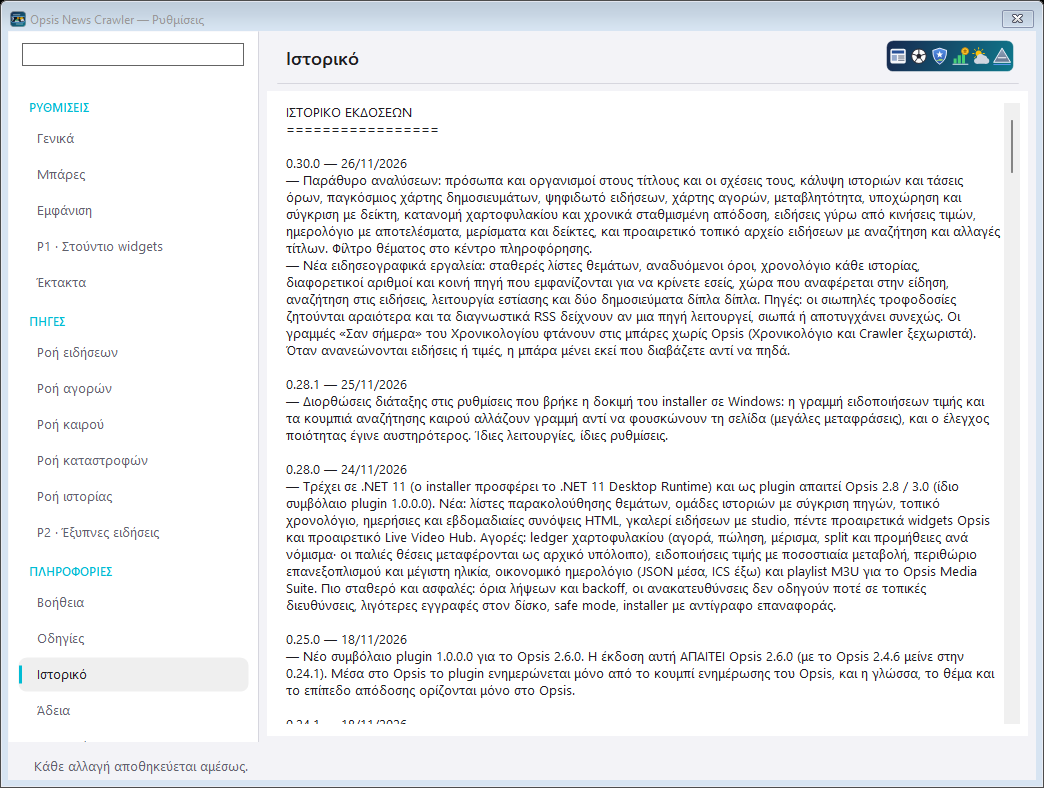 Opsis News Crawler — Ρυθμίσεις
ΡΥΘΜΙΣΕΙΣ
Γενικά
Μπάρες
Εμφάνιση
P1 · Στούντιο widgets
Έκτακτα
ΠΗΓΕΣ
Ροή ειδήσεων
Ροή αγορών
Ροή καιρού
Ροή καταστροφών
Ροή ιστορίας
P2 · Έξυπνες ειδήσεις
ΠΛΗΡΟΦΟΡΙΕΣ
Βοήθεια
Οδηγίες
Ιστορικό
Άδεια
Ιστορικό
ΙΣΤΟΡΙΚΟ ΕΚΔΟΣΕΩΝ
=================
0.30.0 — 26/11/2026
— Παράθυρο αναλύσεων: πρόσωπα και οργανισμοί στους τίτλους και οι σχέσεις τους, κάλυψη ιστοριών και τάσεις
όρων, παγκόσμιος χάρτης δημοσιευμάτων, ψηφιδωτό ειδήσεων, χάρτης αγορών, μεταβλητότητα, υποχώρηση και
σύγκριση με δείκτη, κατανομή χαρτοφυλακίου και χρονικά σταθμισμένη απόδοση, ειδήσεις γύρω από κινήσεις τιμών,
ημερολόγιο με αποτελέσματα, μερίσματα και δείκτες, και προαιρετικό τοπικό αρχείο ειδήσεων με αναζήτηση και αλλαγές
τίτλων. Φίλτρο θέματος στο κέντρο πληροφόρησης.
— Νέα ειδησεογραφικά εργαλεία: σταθερές λίστες θεμάτων, αναδυόμενοι όροι, χρονολόγιο κάθε ιστορίας,
διαφορετικοί αριθμοί και κοινή πηγή που εμφανίζονται για να κρίνετε εσείς, χώρα που αναφέρεται στην είδηση,
αναζήτηση στις ειδήσεις, λειτουργία εστίασης και δύο δημοσιεύματα δίπλα δίπλα. Πηγές: οι σιωπηλές τροφοδοσίες
ζητούνται αραιότερα και τα διαγνωστικά RSS δείχνουν αν μια πηγή λειτουργεί, σιωπά ή αποτυγχάνει συνεχώς. Οι
γραμμές «Σαν σήμερα» του Χρονικολογίου φτάνουν στις μπάρες χωρίς Opsis (Χρονικολόγιο και Crawler ξεχωριστά).
Όταν ανανεώνονται ειδήσεις ή τιμές, η μπάρα μένει εκεί που διαβάζετε αντί να πηδά.
0.28.1 — 25/11/2026
— Διορθώσεις διάταξης στις ρυθμίσεις που βρήκε η δοκιμή του installer σε Windows: η γραμμή ειδοποιήσεων τιμής και
τα κουμπιά αναζήτησης καιρού αλλάζουν γραμμή αντί να φουσκώνουν τη σελίδα (μεγάλες μεταφράσεις), και ο έλεγχος
ποιότητας έγινε αυστηρότερος. Ίδιες λειτουργίες, ίδιες ρυθμίσεις.
0.28.0 — 24/11/2026
— Τρέχει σε .NET 11 (ο installer προσφέρει το .NET 11 Desktop Runtime) και ως plugin απαιτεί Opsis 2.8 / 3.0 (ίδιο
συμβόλαιο plugin 1.0.0.0). Νέα: λίστες παρακολούθησης θεμάτων, ομάδες ιστοριών με σύγκριση πηγών, τοπικό
χρονολόγιο, ημερήσιες και εβδομαδιαίες συνόψεις HTML, γκαλερί ειδήσεων με studio, πέντε προαιρετικά widgets Opsis
και προαιρετικό Live Video Hub. Αγορές: ledger χαρτοφυλακίου (αγορά, πώληση, μέρισμα, split και προμήθειες ανά
νόμισμα· οι παλιές θέσεις μεταφέρονται ως αρχικό υπόλοιπο), ειδοποιήσεις τιμής με ποσοστιαία μεταβολή, περιθώριο
επανεξοπλισμού και μέγιστη ηλικία, οικονομικό ημερολόγιο (JSON μέσα, ICS έξω) και playlist M3U για το Opsis Media
Suite. Πιο σταθερό και ασφαλές: όρια λήψεων και backoff, οι ανακατευθύνσεις δεν οδηγούν ποτέ σε τοπικές
διευθύνσεις, λιγότερες εγγραφές στον δίσκο, safe mode, installer με αντίγραφο επαναφοράς.
0.25.0 — 18/11/2026
— Νέο συμβόλαιο plugin 1.0.0.0 για το Opsis 2.6.0. Η έκδοση αυτή ΑΠΑΙΤΕΙ Opsis 2.6.0 (με το Opsis 2.4.6 μείνε στην
0.24.1). Μέσα στο Opsis το plugin ενημερώνεται μόνο από το κουμπί ενημέρωσης του Opsis, και η γλώσσα, το θέμα και
το επίπεδο απόδοσης ορίζονται μόνο στο Opsis.
0.24.1 — 18/11/2026
Κάθε αλλαγή αποθηκεύεται αμέσως.